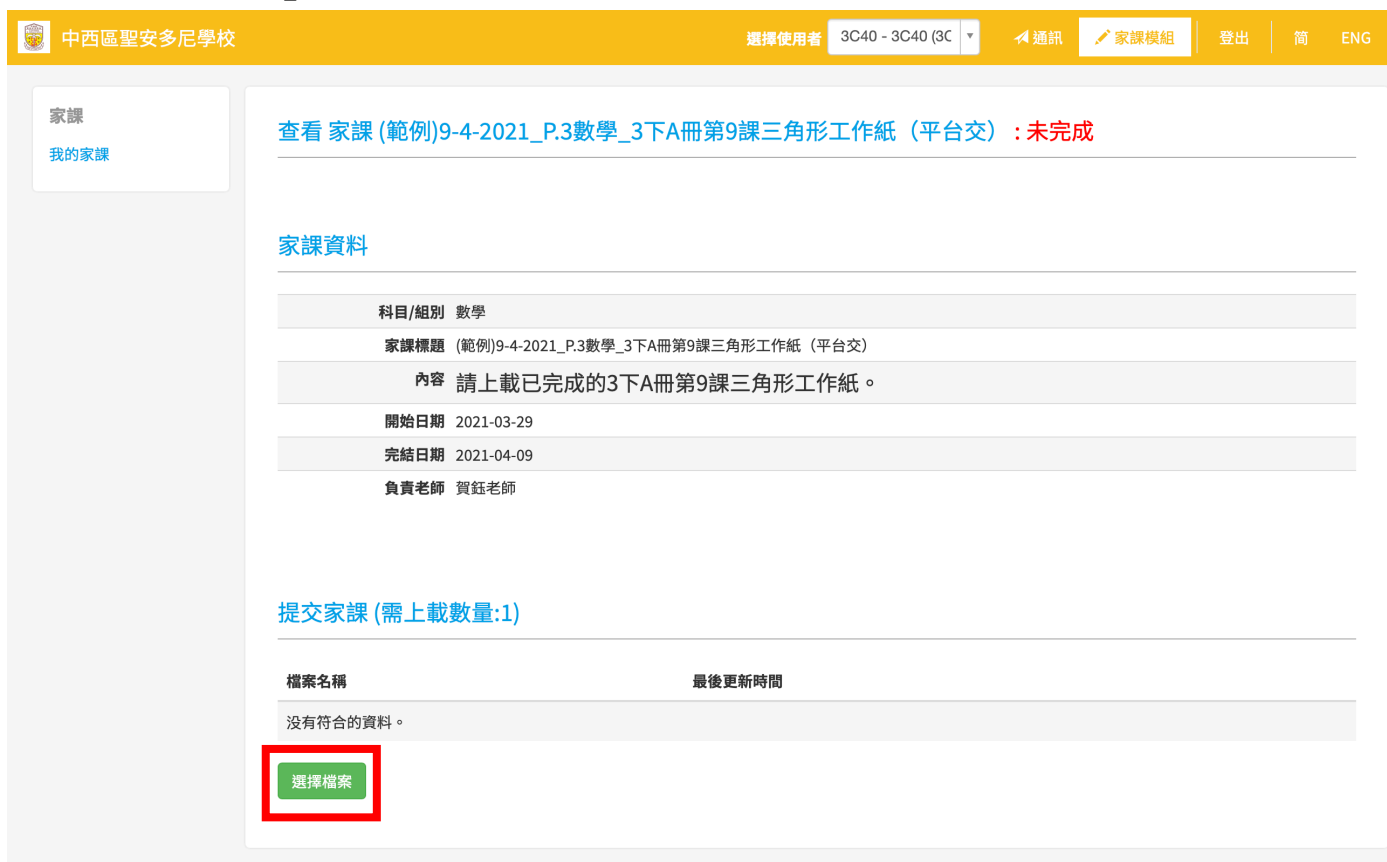 中西區聖安多尼學校
選擇使用者 3C40 - 3C40 (3C 通訊 家課模組 登出 简 ENG
家課
我的家課
查看 家課 (範例)9-4-2021_P.3數學_3下A冊第9課三角形工作紙（平台交） : 未完成
家課資料
科目/組別 數學
家課標題 (範例)9-4-2021_P.3數學_3下A冊第9課三角形工作紙（平台交）
內容 請上載已完成的3下A冊第9課三角形工作紙。
開始日期 2021-03-29
完結日期 2021-04-09
負責老師 賀鈺老師
提交家課 (需上載數量:1)
檔案名稱 最後更新時間
没有符合的資料。
選擇檔案